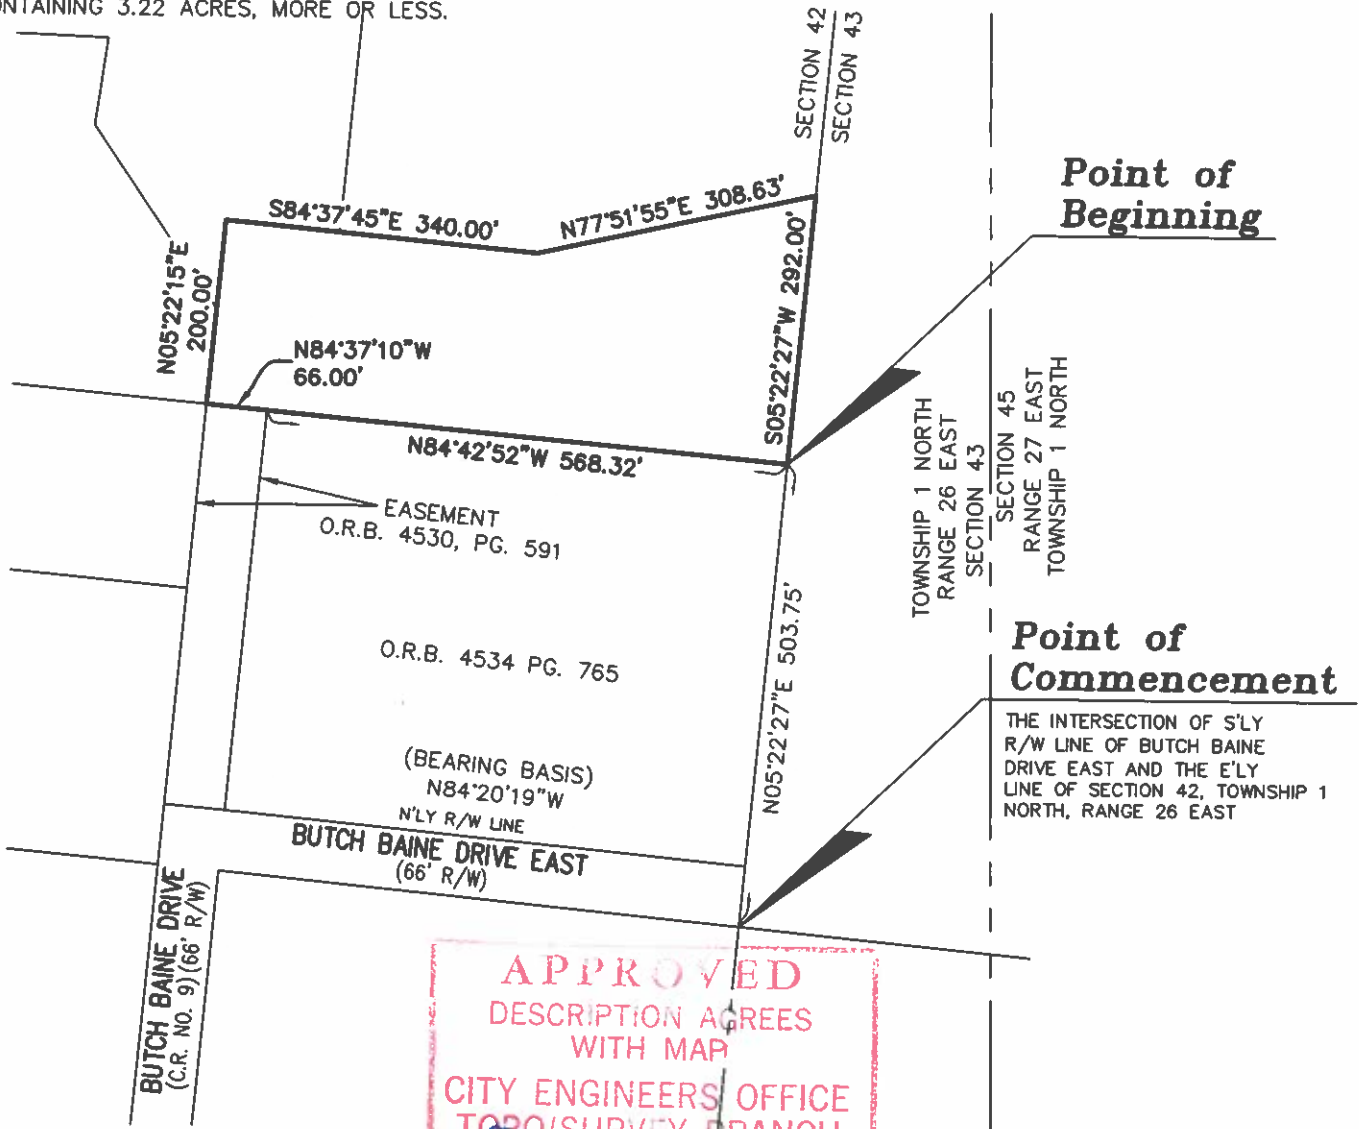 ONTAINING 3.22 ACRES, MORE OR LESS.
SECTION 42
SECTION 43
Point of
Beginning
S84°37'45"E 340.00'
N77°51'55"E 308.63'
N05°22'15"E
200.00'
N84°37'10"W
66.00'
S05°22'27"W 292.00'
N84°42'52"W 568.32'
TOWNSHIP 1 NORTH
RANGE 26 EAST
SECTION 43
SECTION 45
RANGE 27 EAST
TOWNSHIP 1 NORTH
EASEMENT
O.R.B. 4530, PG. 591
O.R.B. 4534 PG. 765
N05°22'27"E 503.75'
Point of
Commencement
THE INTERSECTION OF S'LY
R/W LINE OF BUTCH BAINE
DRIVE EAST AND THE E'LY
LINE OF SECTION 42, TOWNSHIP 1
NORTH, RANGE 26 EAST
(BEARING BASIS)
N84°20'19"W
N'LY R/W LINE
BUTCH BAINE DRIVE EAST
(66' R/W)
BUTCH BAINE DRIVE
(C.R. NO. 9)(66' R/W)
APPROVED
DESCRIPTION AGREES
WITH MAP
CITY ENGINEERS OFFICE
TOPO/SURVEY BRANCH